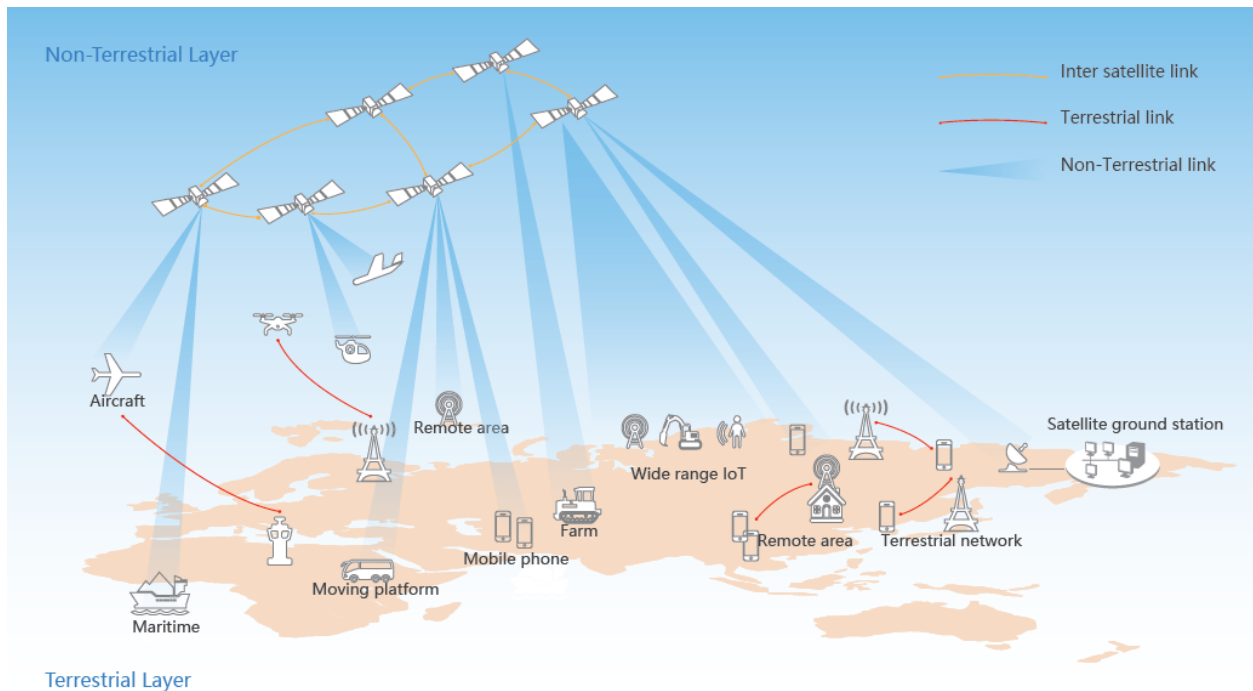 Non-Terrestrial Layer
Inter satellite link
Terrestrial link
Non-Terrestrial link
Aircraft
Remote area
Satellite ground station
Wide range IoT
Farm
Remote area
Terrestrial network
Mobile phone
Moving platform
Maritime
Terrestrial Layer